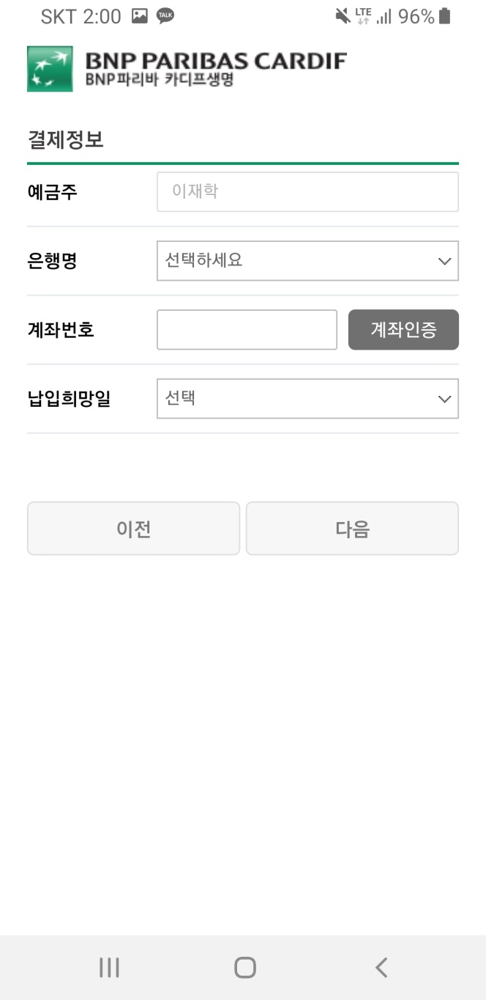 SKT 2:00 TALK LTE 96%
BNP PARIBAS CARDIF
BNP파리바 카디프생명
결제정보
예금주 이재학
은행명 선택하세요
계좌번호 계좌인증
납입희망일 선택
이전 다음